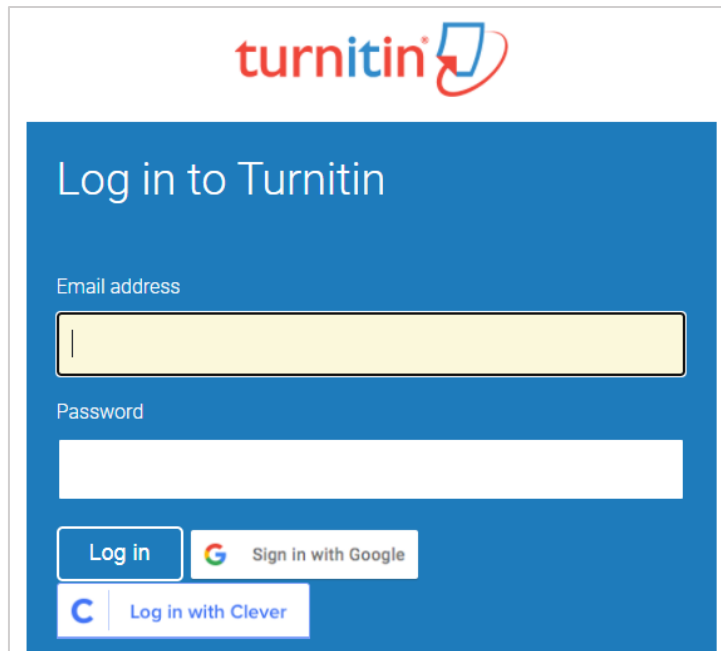 turnitin®
Log in to Turnitin
Email address
Password
Log in
Sign in with Google
C Log in with Clever